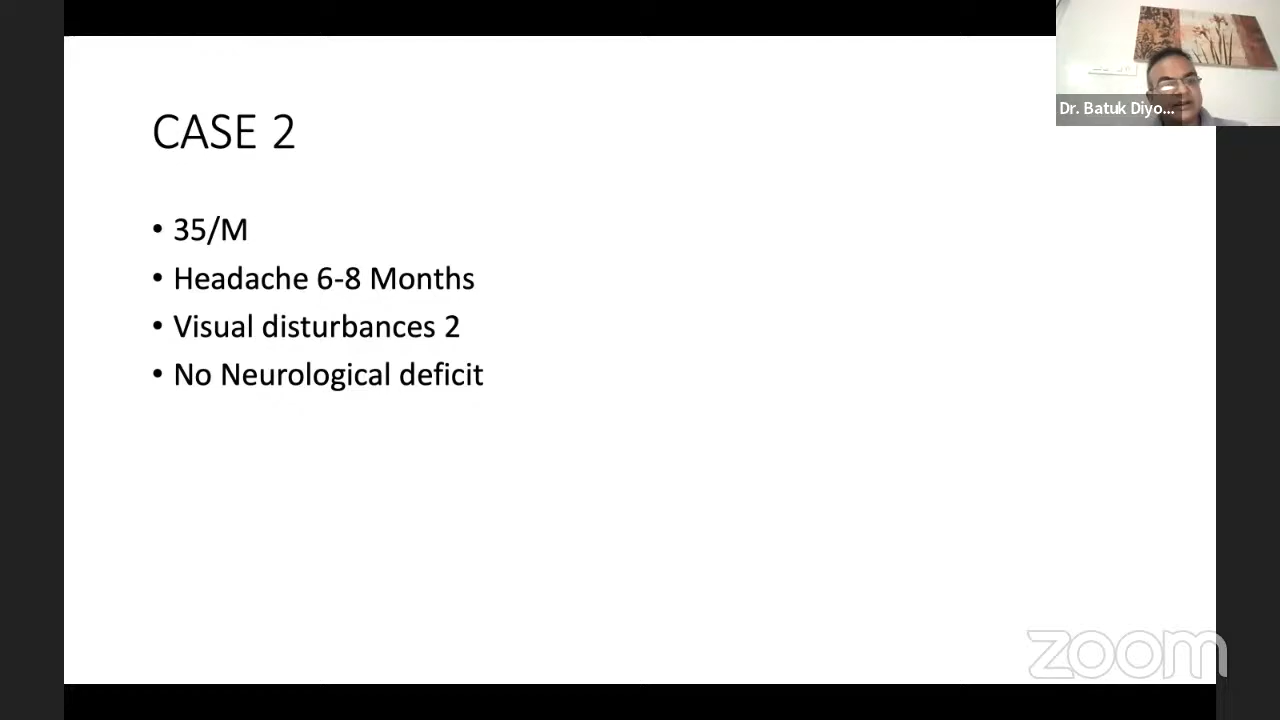 Dr. Batuk Diyo...
CASE 2
• 35/M
• Headache 6-8 Months
• Visual disturbances 2
• No Neurological deficit
zoom